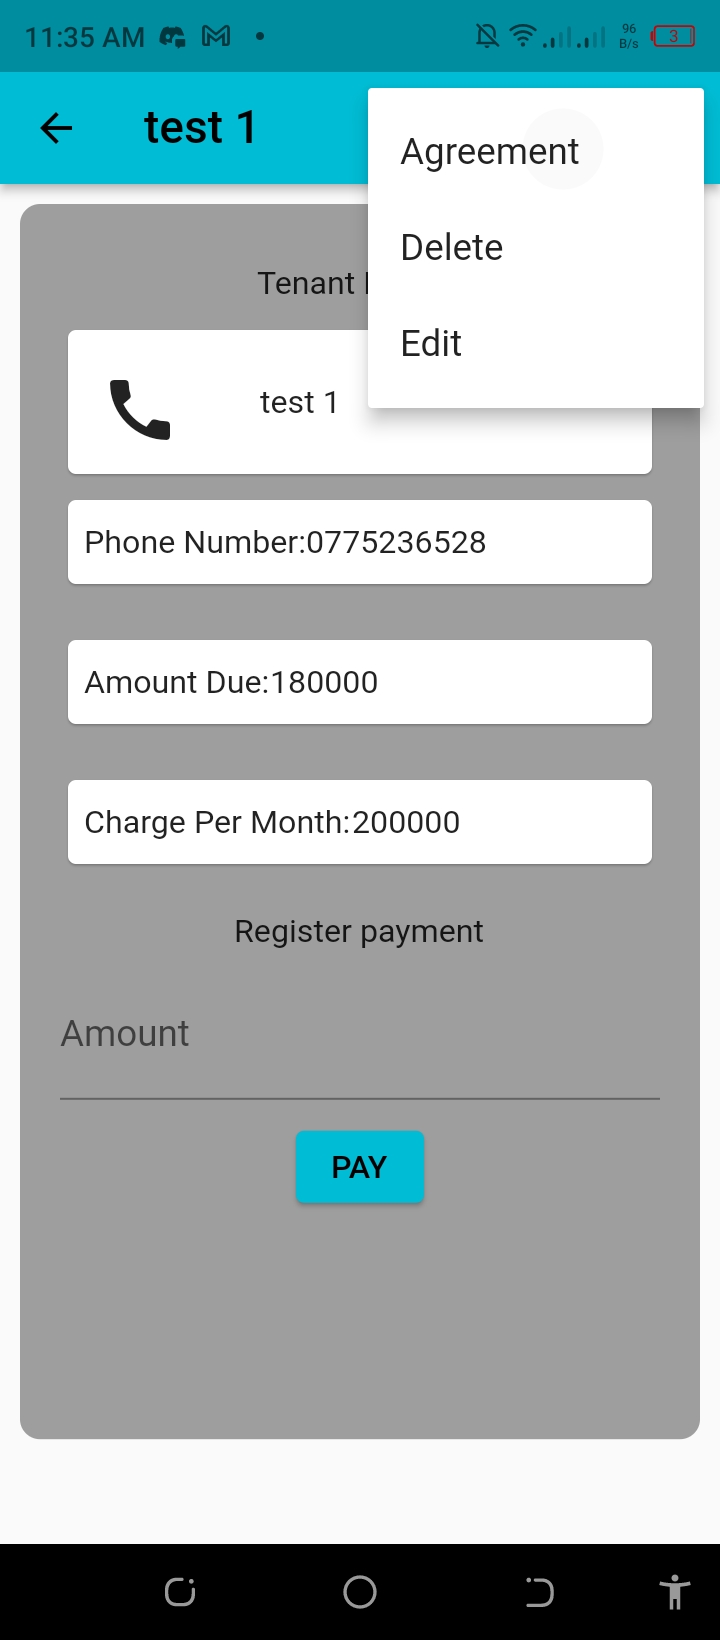 11:35 AM
96
B/s
3
test 1
Agreement
Delete
Edit
Tenant
test 1
Phone Number:0775236528
Amount Due:180000
Charge Per Month:200000
Register payment
Amount
PAY